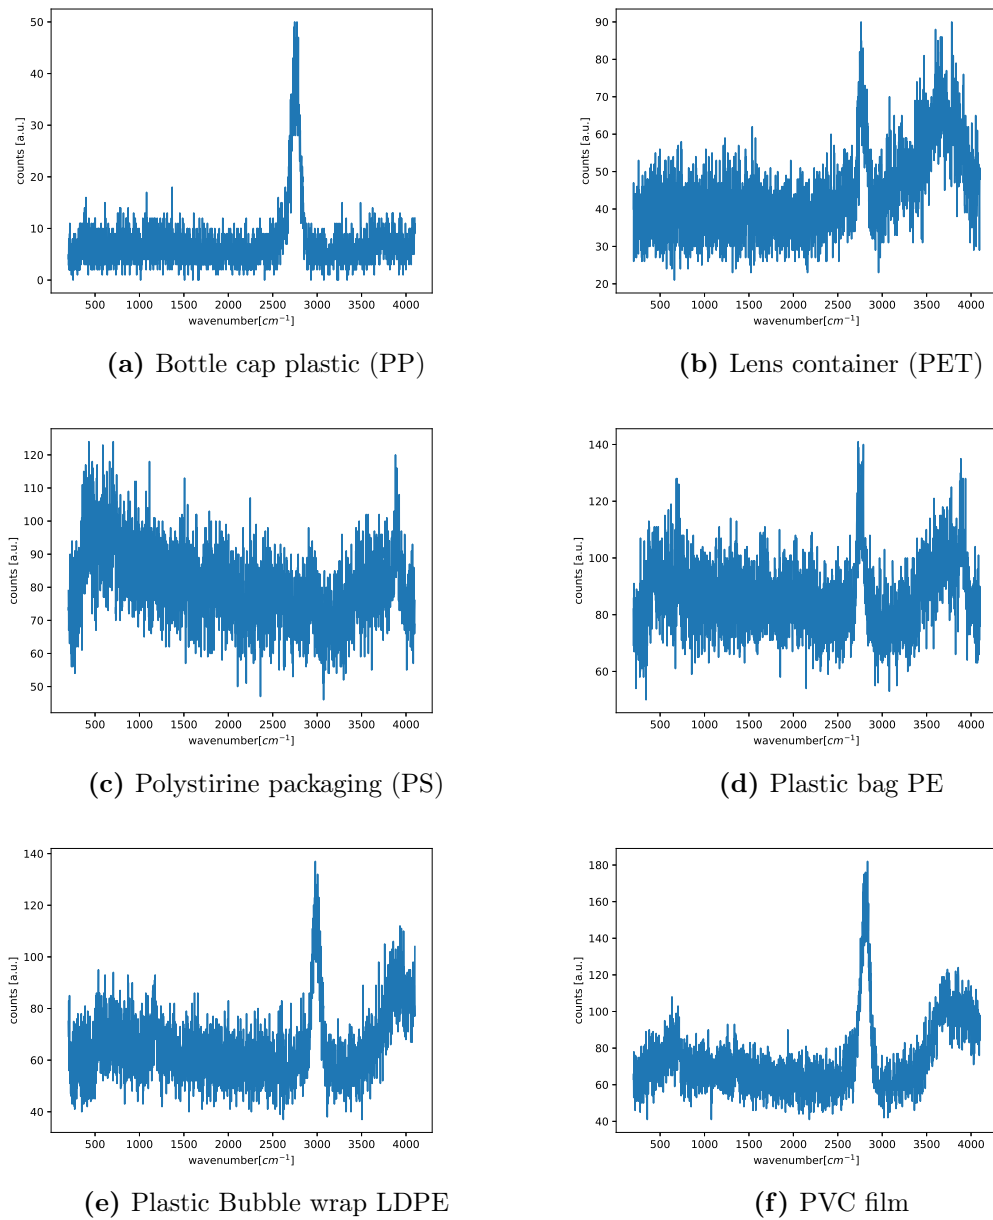 50
40
30
20
10
0
counts [a.u.]
500 1000 1500 2000 2500 3000 3500 4000
wavenumber[cm⁻¹]
(a) Bottle cap plastic (PP)
90
80
70
60
50
40
30
20
counts [a.u.]
500 1000 1500 2000 2500 3000 3500 4000
wavenumber[cm⁻¹]
(b) Lens container (PET)
120
110
100
90
80
70
60
50
counts [a.u.]
500 1000 1500 2000 2500 3000 3500 4000
wavenumber[cm⁻¹]
(c) Polystirine packaging (PS)
140
120
100
80
60
counts [a.u.]
500 1000 1500 2000 2500 3000 3500 4000
wavenumber[cm⁻¹]
(d) Plastic bag PE
140
120
100
80
60
40
counts [a.u.]
500 1000 1500 2000 2500 3000 3500 4000
wavenumber[cm⁻¹]
(e) Plastic Bubble wrap LDPE
180
160
140
120
100
80
60
40
counts [a.u.]
500 1000 1500 2000 2500 3000 3500 4000
wavenumber[cm⁻¹]
(f) PVC film